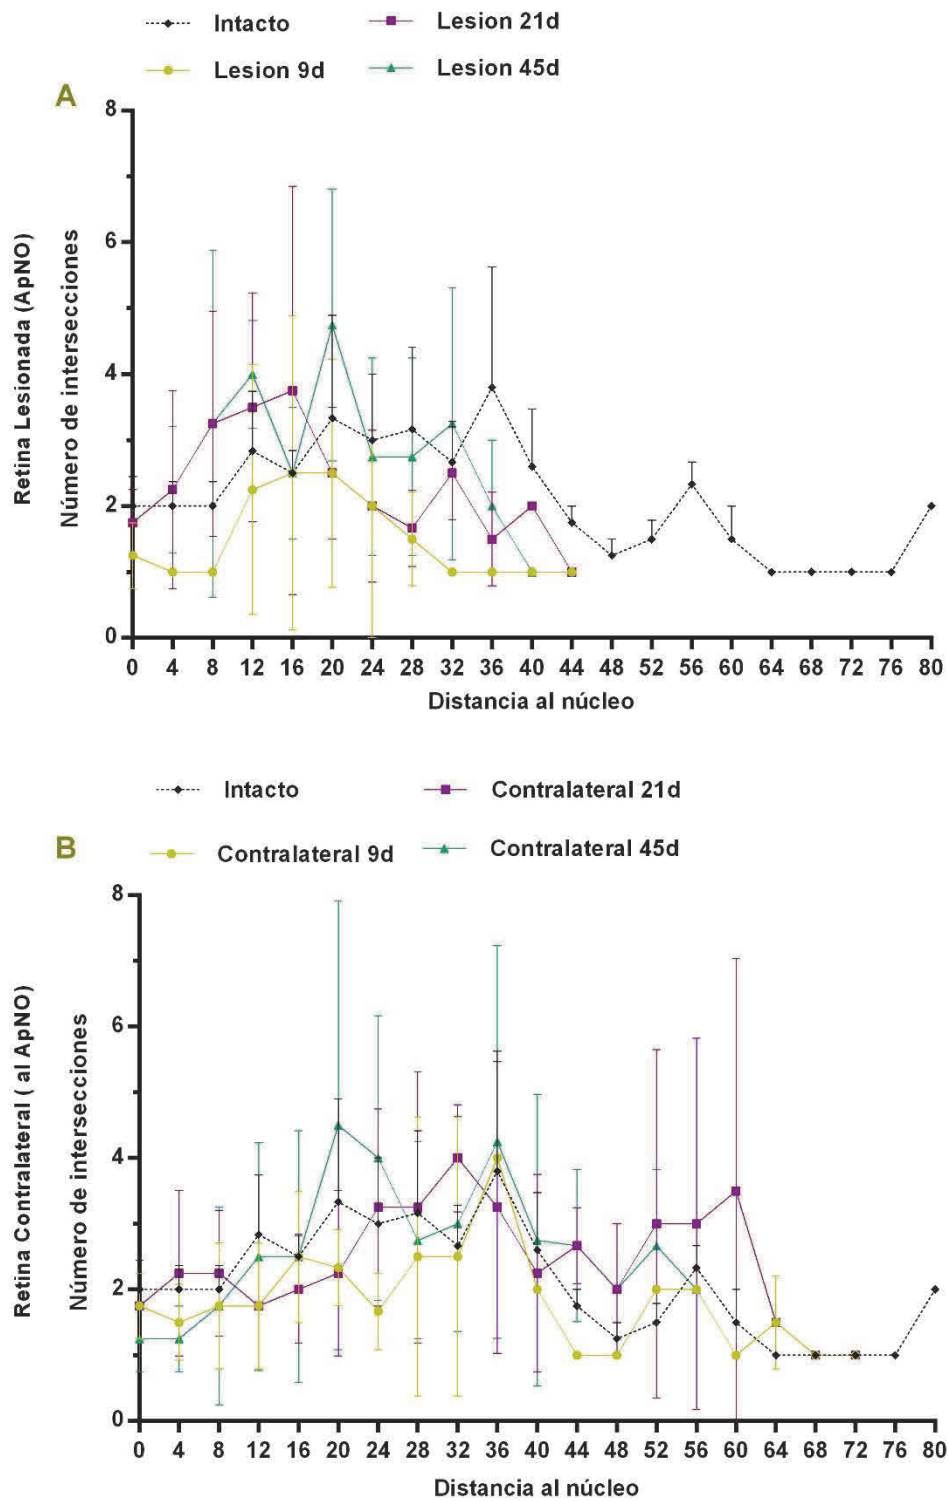 Intacto
Lesion 21d
Lesion 9d
Lesion 45d
A
Retina Lesionada (ApNO)
Número de intersecciones
8
6
4
2
0
0 4 8 12 16 20 24 28 32 36 40 44 48 52 56 60 64 68 72 76 80
Distancia al núcleo
Intacto
Contralateral 21d
B
Contralateral 9d
Contralateral 45d
Retina Contralateral ( al ApNO)
Número de intersecciones
8
6
4
2
0
0 4 8 12 16 20 24 28 32 36 40 44 48 52 56 60 64 68 72 76 80
Distancia al núcleo